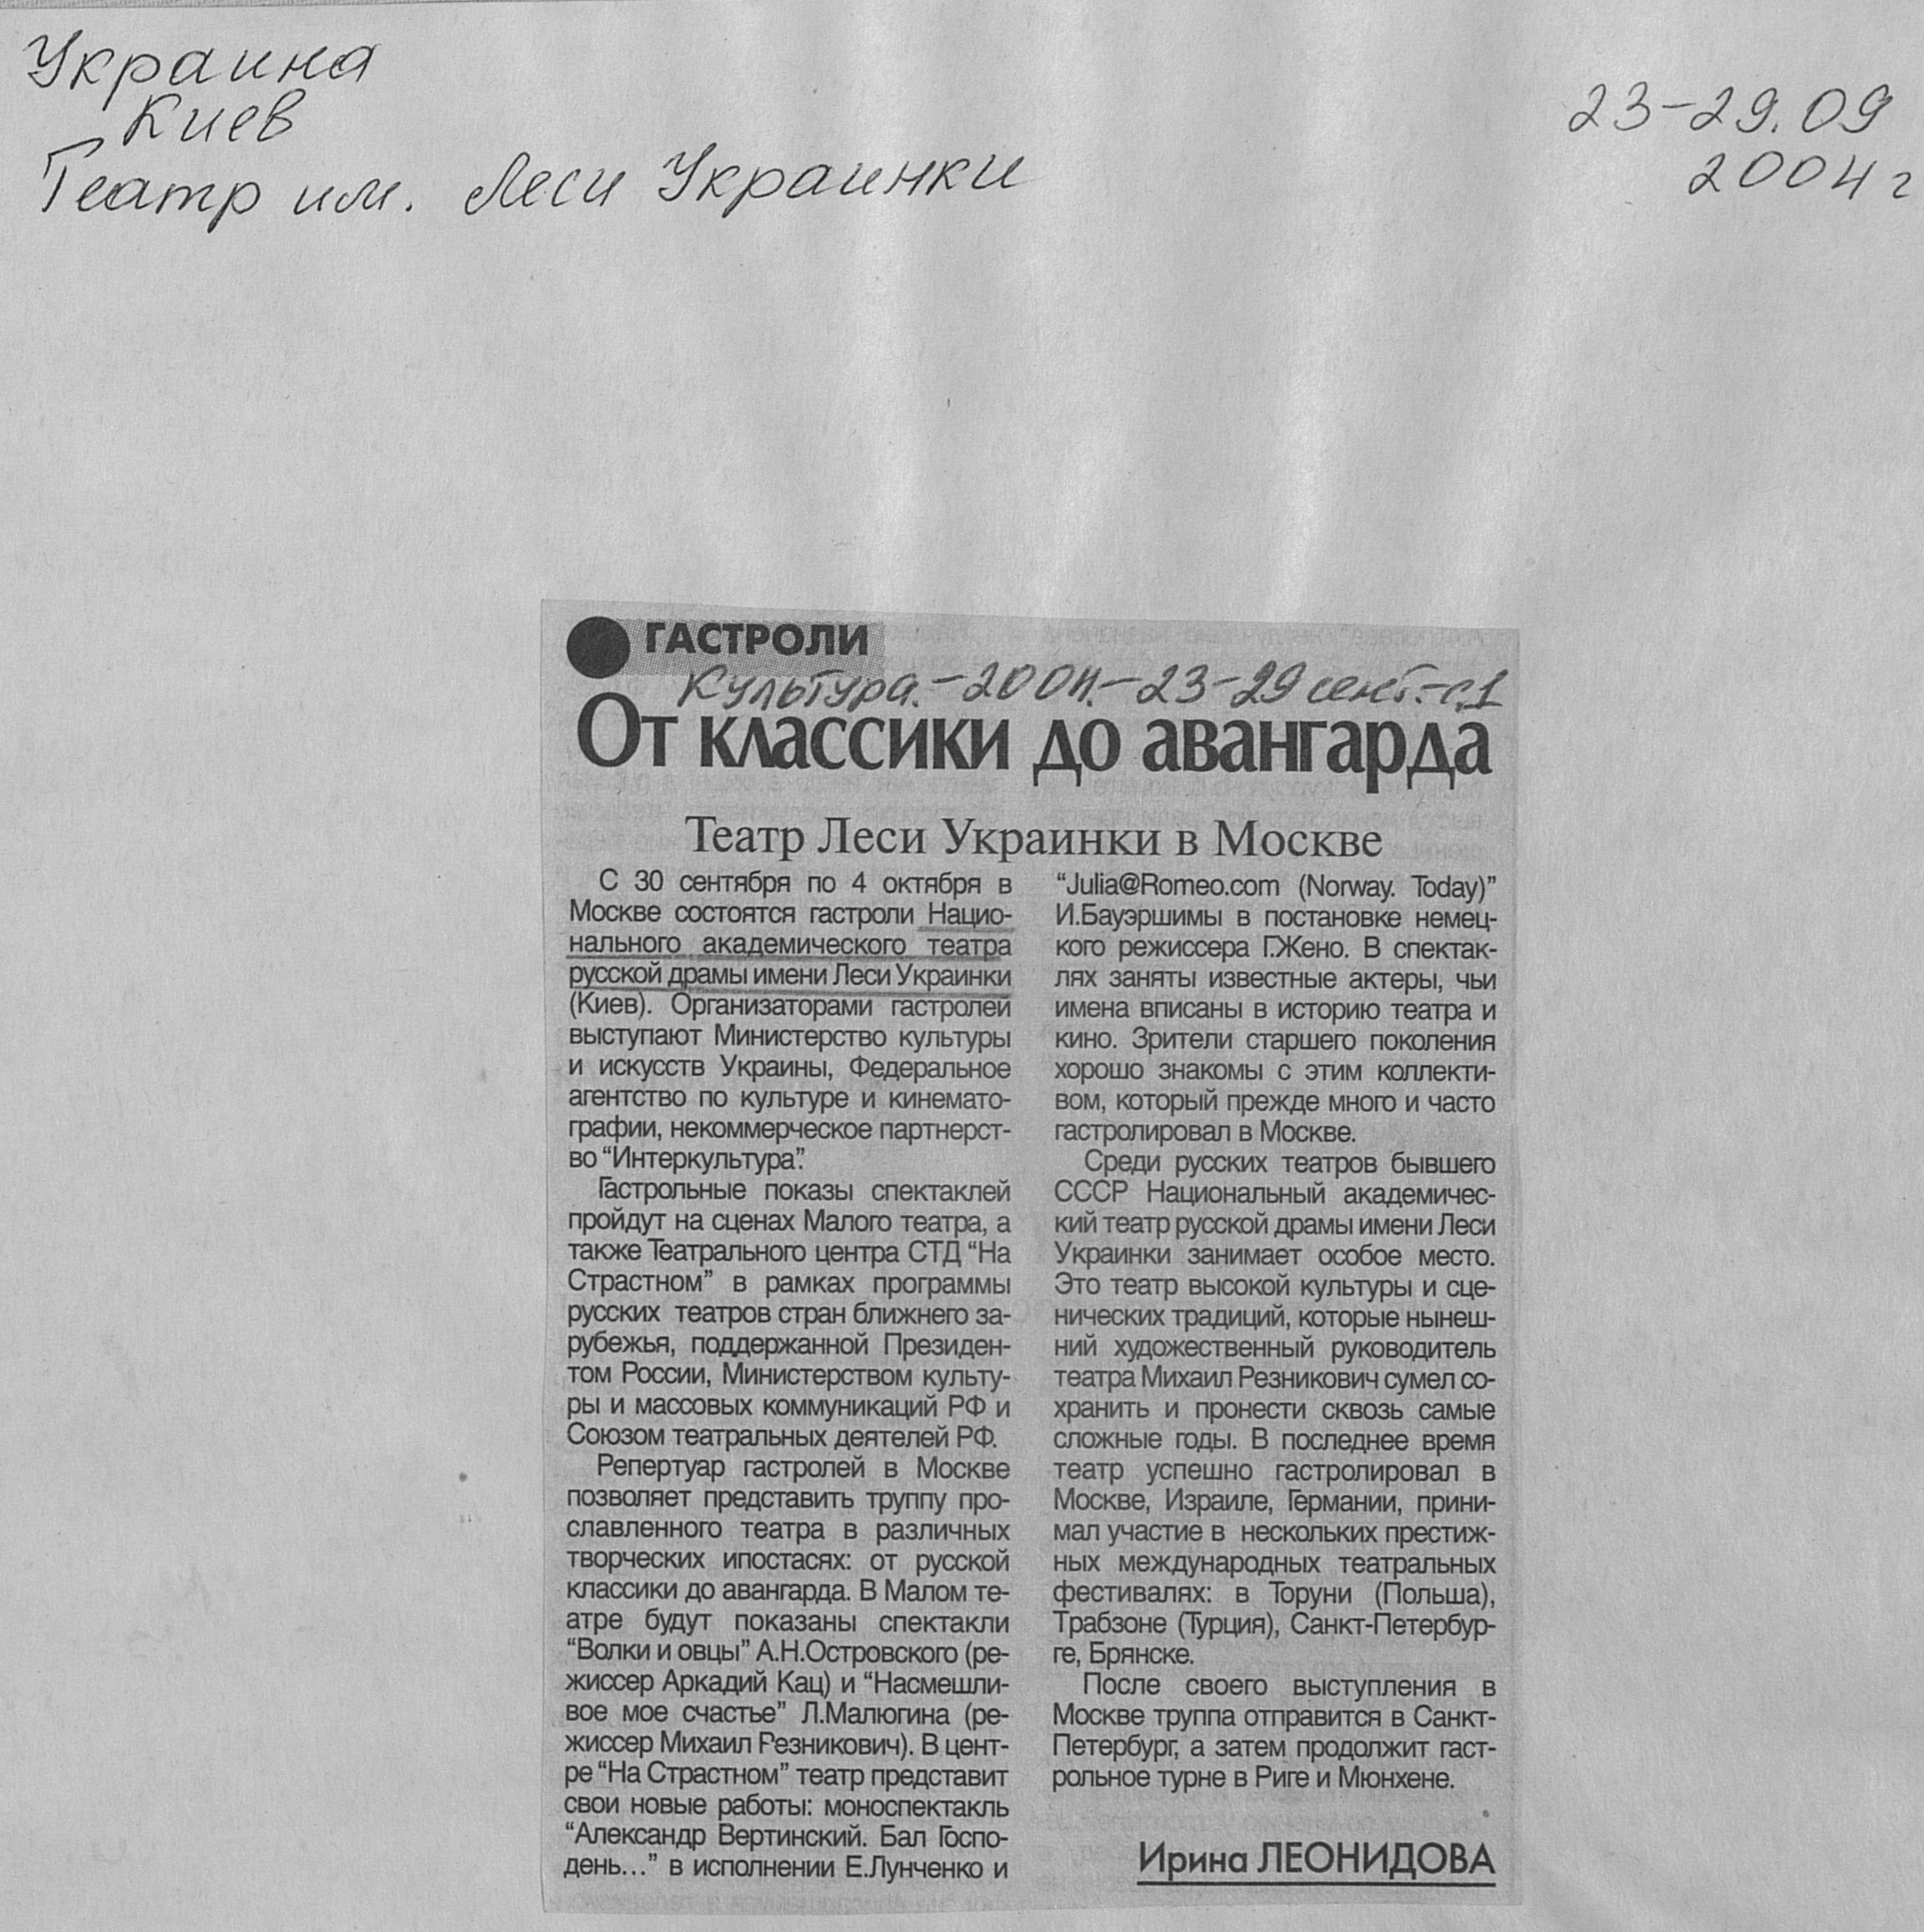 Украина
Киев
Театр им. Леси Украинки
23-29.09
2004 г
ГАСТРОЛИ
Культура.-2004.-23-29 сент.-с.1
От классики до авангарда
Театр Леси Украинки в Москве
С 30 сентября по 4 октября в
Москве состоятся гастроли Нацио-
нального академического театра
русской драмы имени Леси Украинки
(Киев). Организаторами гастролей
выступают Министерство культуры
и искусств Украины, Федеральное
агентство по культуре и кинемато-
графии, некоммерческое партнерст-
во “Интеркультура”.
Гастрольные показы спектаклей
пройдут на сценах Малого театра, а
также Театрального центра СТД “На
Страстном” в рамках программы
русских театров стран ближнего за-
рубежья, поддержанной Президен-
том России, Министерством культу-
ры и массовых коммуникаций РФ и
Союзом театральных деятелей РФ.
Репертуар гастролей в Москве
позволяет представить труппу про-
славленного театра в различных
творческих ипостасях: от русской
классики до авангарда. В Малом те-
атре будут показаны спектакли
“Волки и овцы” А.Н.Островского (ре-
жиссер Аркадий Кац) и “Насмешли-
вое мое счастье” Л.Малюгина (ре-
жиссер Михаил Резникович). В цент-
ре “На Страстном” театр представит
свои новые работы: моноспектакль
“Александр Вертинский. Бал Госпо-
день...” в исполнении Е.Лунченко и
“Julia@Romeo.com (Norway. Today)”
И.Бауэршимы в постановке немец-
кого режиссера Г.Жено. В спектак-
лях заняты известные актеры, чьи
имена вписаны в историю театра и
кино. Зрители старшего поколения
хорошо знакомы с этим коллекти-
вом, который прежде много и часто
гастролировал в Москве.
Среди русских театров бывшего
СССР Национальный академичес-
кий театр русской драмы имени Леси
Украинки занимает особое место.
Это театр высокой культуры и сце-
нических традиций, которые нынеш-
ний художественный руководитель
театра Михаил Резникович сумел со-
хранить и пронести сквозь самые
сложные годы. В последнее время
театр успешно гастролировал в
Москве, Израиле, Германии, прини-
мал участие в нескольких престиж-
ных международных театральных
фестивалях: в Торуни (Польша),
Трабзоне (Турция), Санкт-Петербур-
ге, Брянске.
После своего выступления в
Москве труппа отправится в Санкт-
Петербург, а затем продолжит гаст-
рольное турне в Риге и Мюнхене.
Ирина ЛЕОНИДОВА